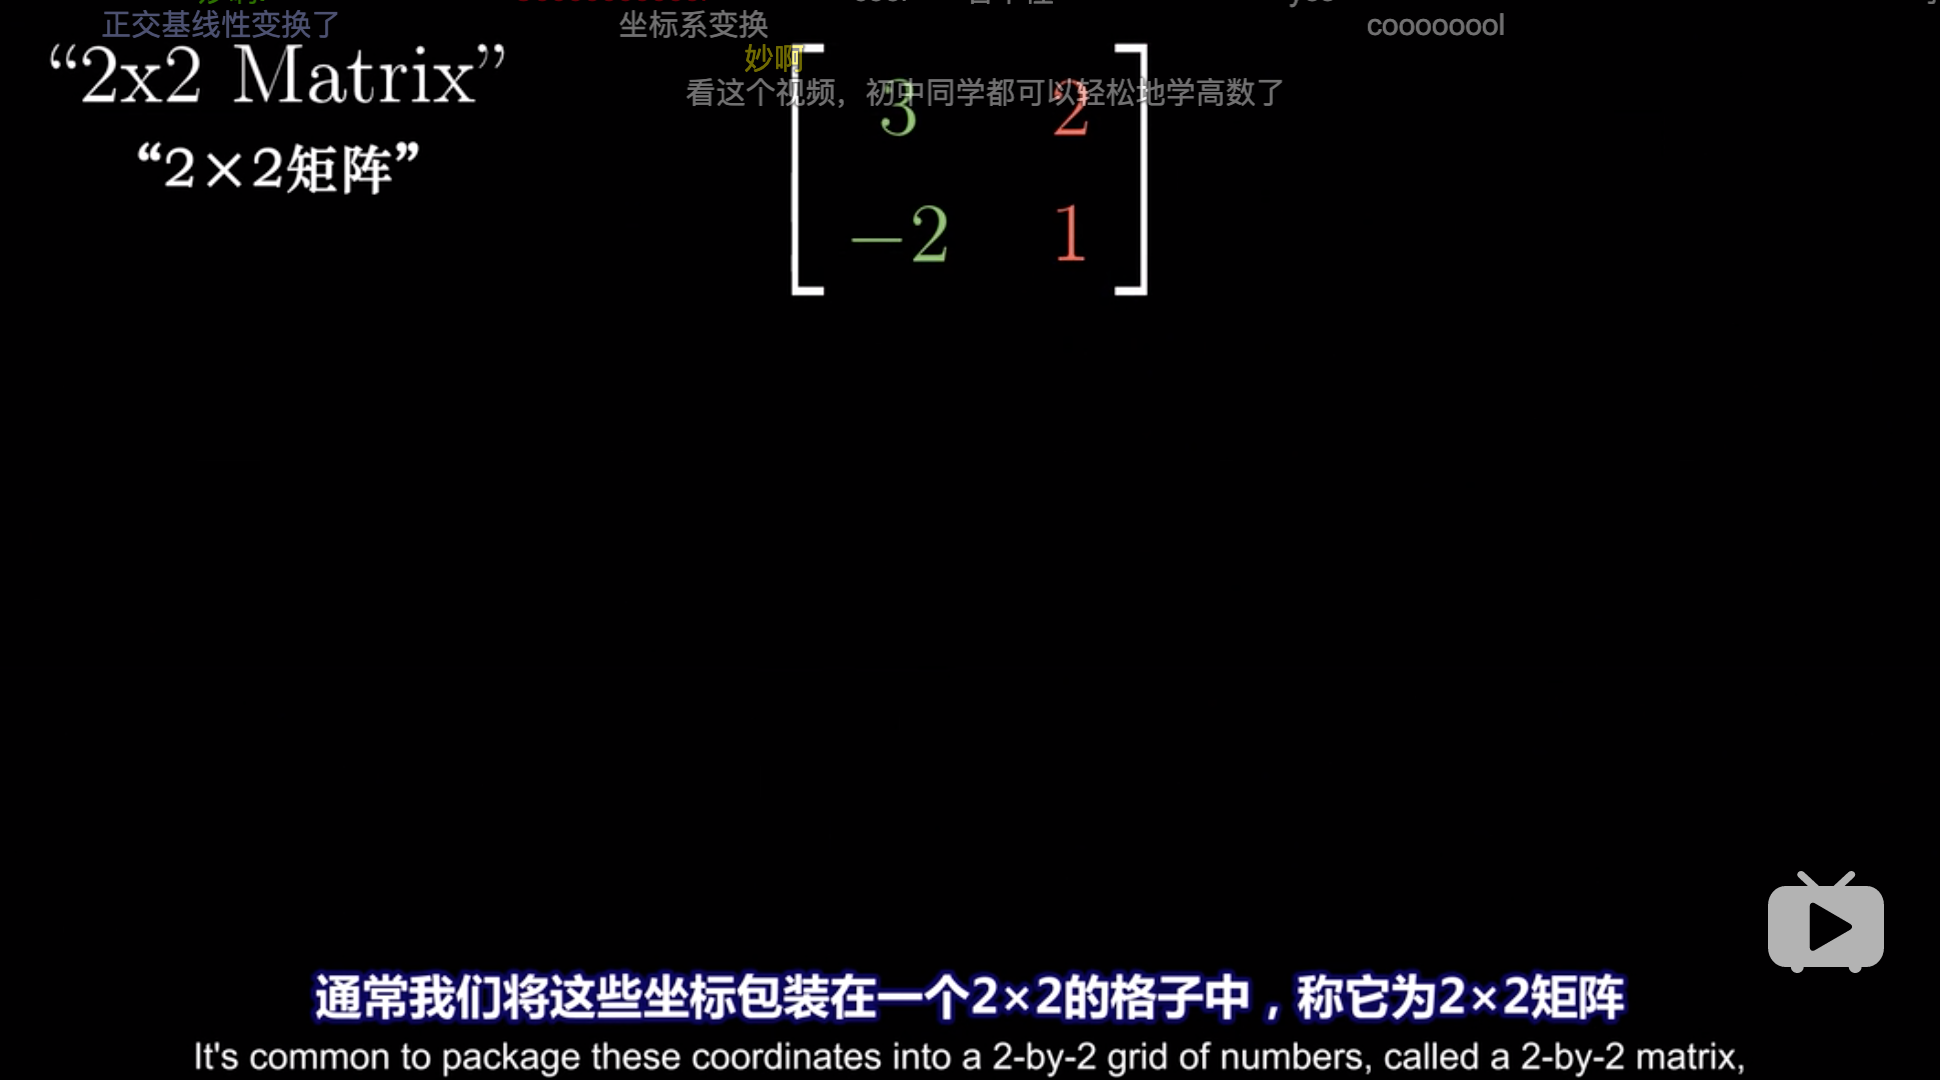 正交基线性变换了
坐标系变换
coooooool
妙啊
看这个视频，初中同学都可以轻松地学高数了
“2x2 Matrix”
“2×2矩阵”
3 2
−2 1
通常我们将这些坐标包装在一个2×2的格子中，称它为2×2矩阵
It's common to package these coordinates into a 2-by-2 grid of numbers, called a 2-by-2 matrix,